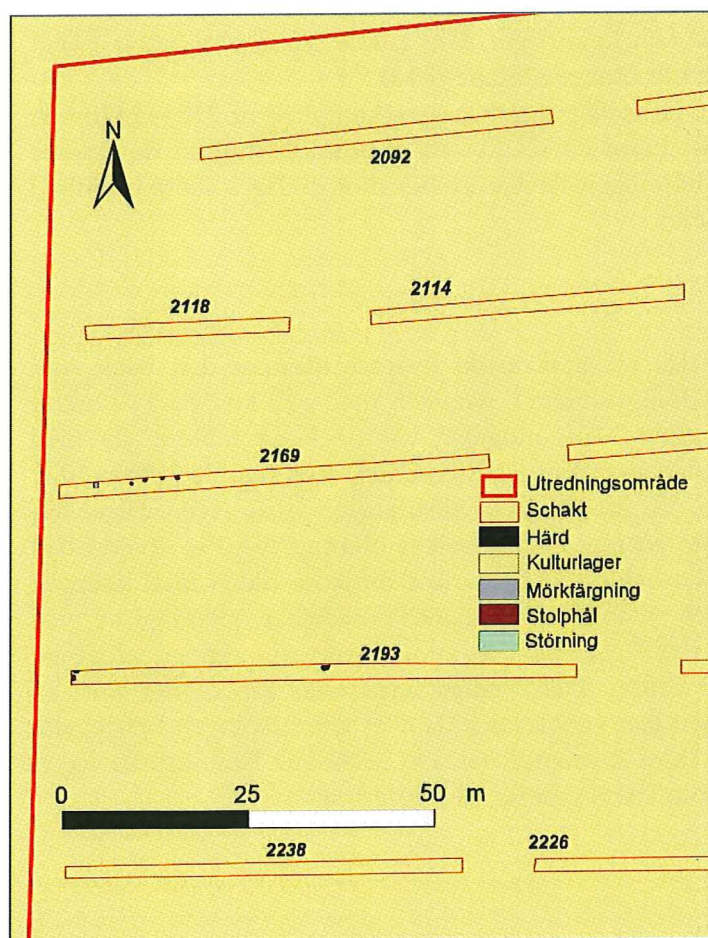 N
2092
2118
2114
2169
Utredningsområde
Schakt
Härd
Kulturlager
Mörkfärgning
Stolphål
Störning
2193
0 25 50 m
2238
2226